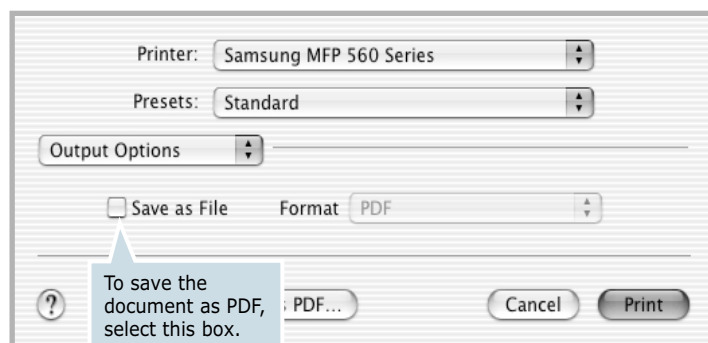 Printer: Samsung MFP 560 Series
Presets: Standard
Output Options
Save as File Format PDF
To save the
document as PDF,
select this box.
? PDF... Cancel Print